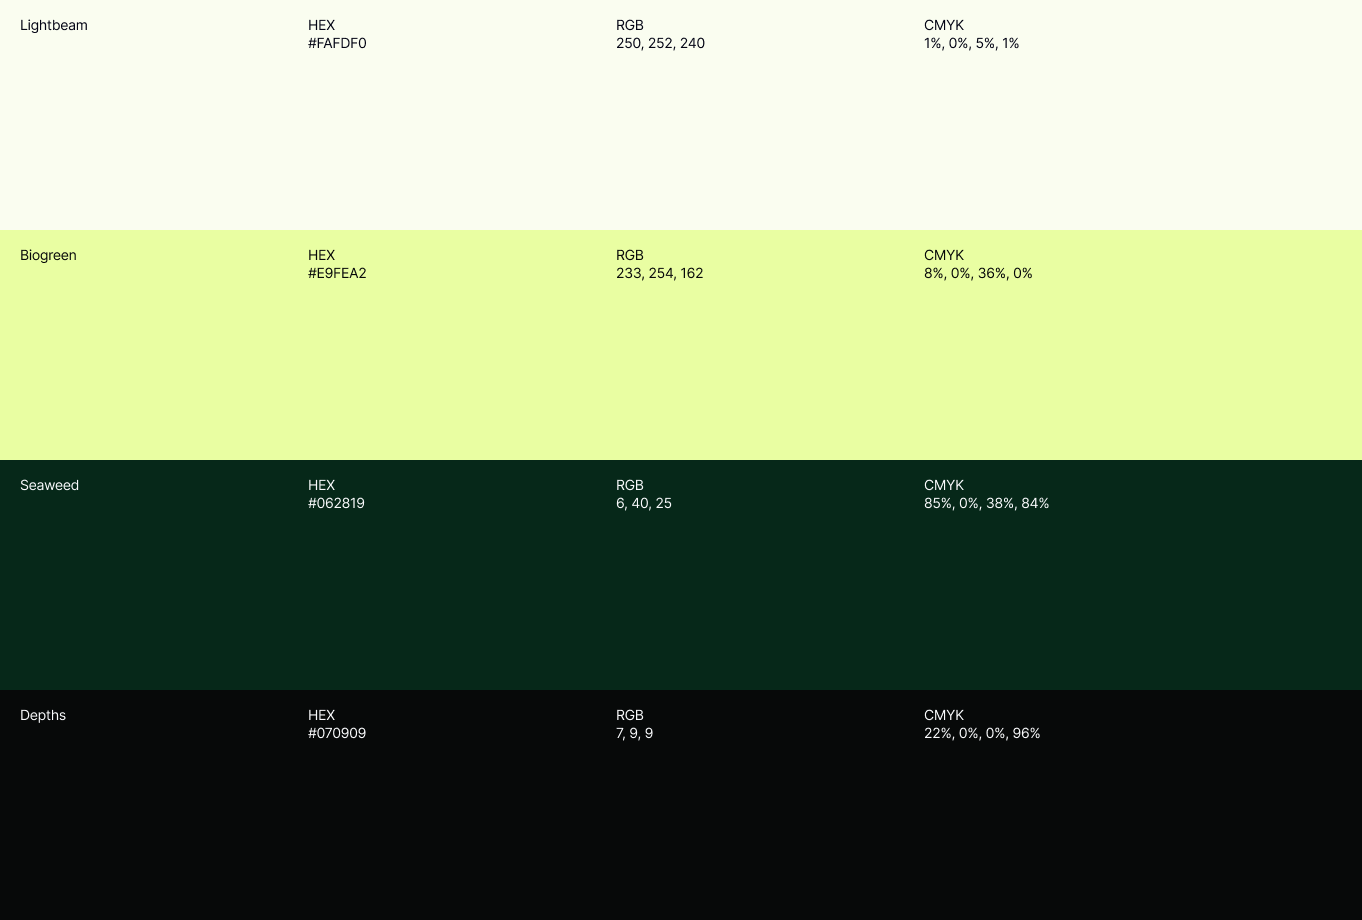 Lightbeam
HEX
#FAFDF0
RGB
250, 252, 240
CMYK
1%, 0%, 5%, 1%
Biogreen
HEX
#E9FEA2
RGB
233, 254, 162
CMYK
8%, 0%, 36%, 0%
Seaweed
HEX
#062819
RGB
6, 40, 25
CMYK
85%, 0%, 38%, 84%
Depths
HEX
#070909
RGB
7, 9, 9
CMYK
22%, 0%, 0%, 96%